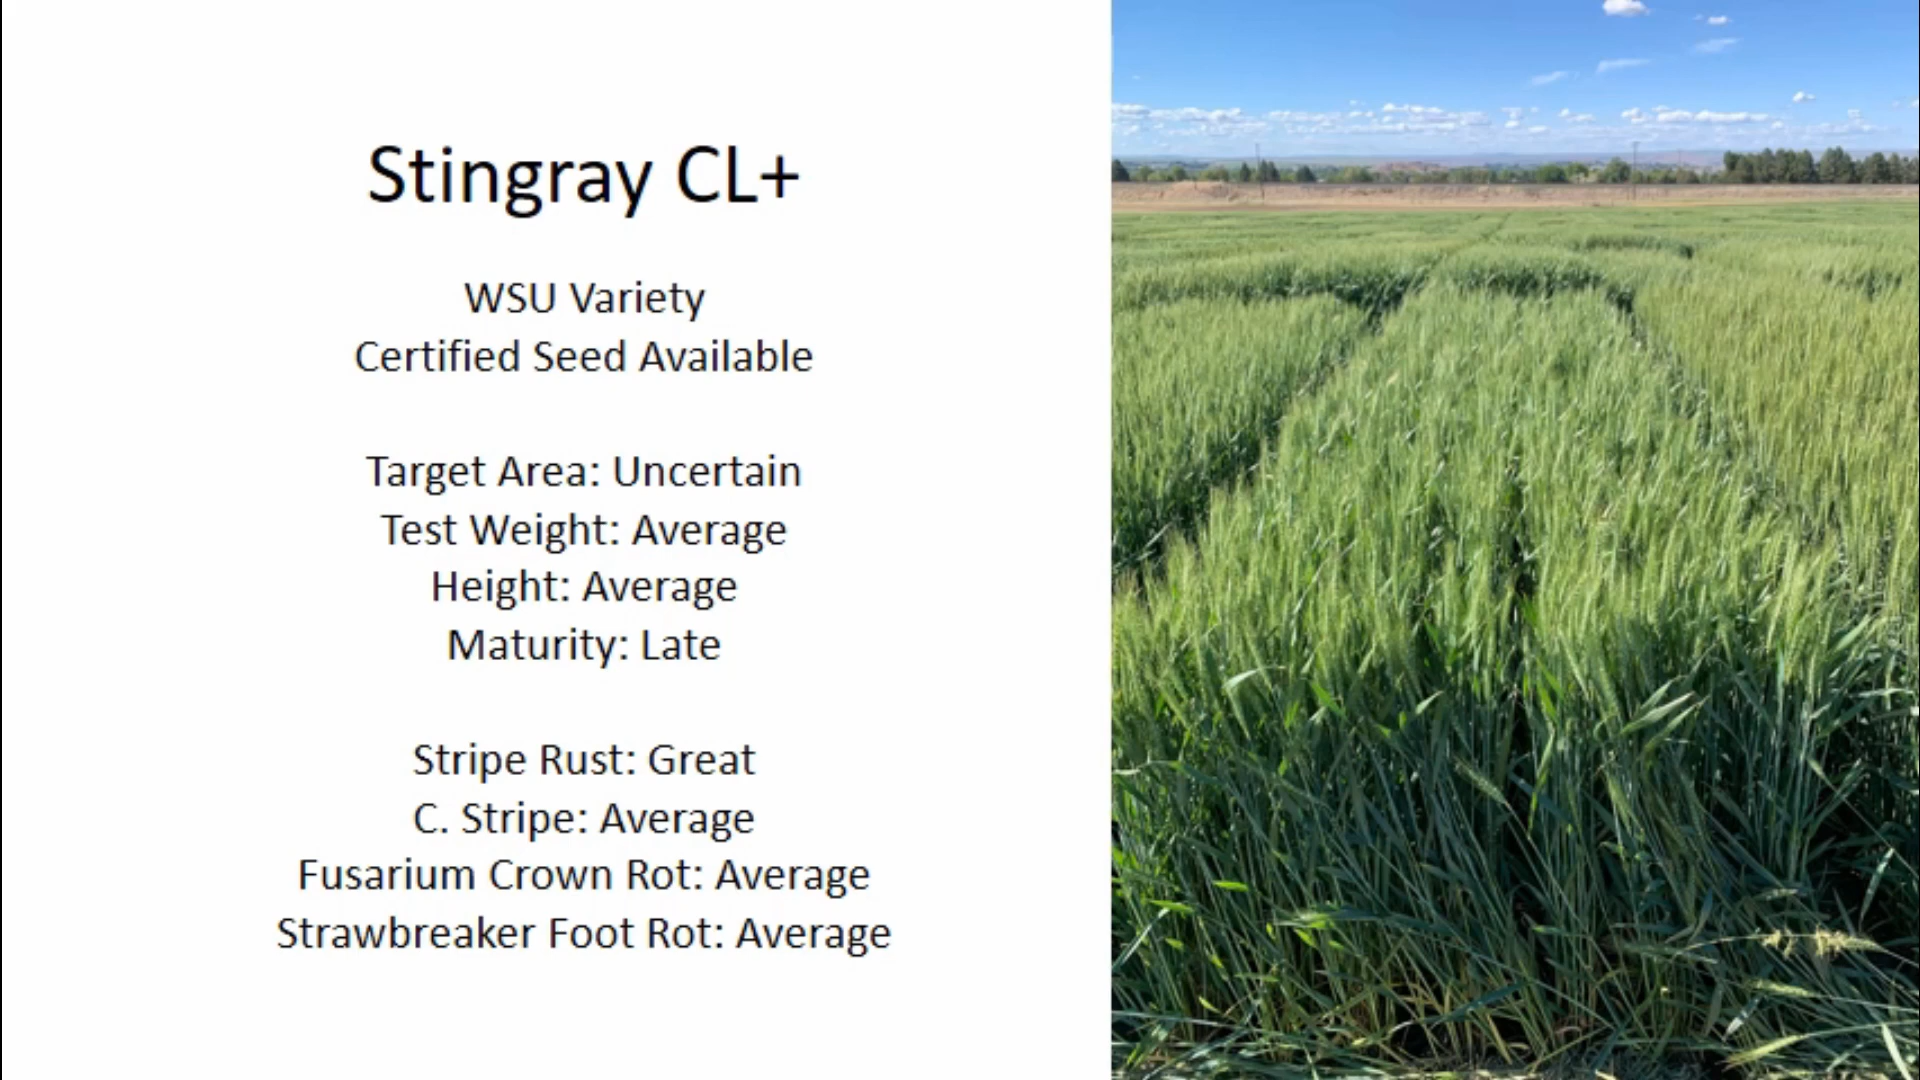 Stingray CL+
WSU Variety
Certified Seed Available
Target Area: Uncertain
Test Weight: Average
Height: Average
Maturity: Late
Stripe Rust: Great
C. Stripe: Average
Fusarium Crown Rot: Average
Strawbreaker Foot Rot: Average